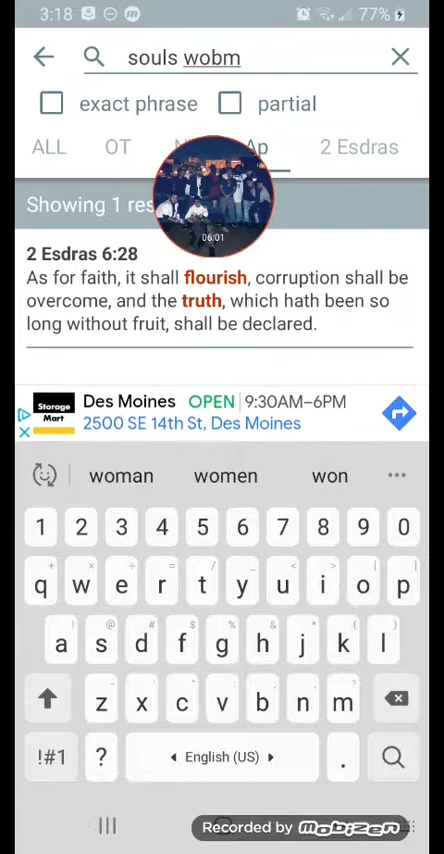 3:18 77%
souls wobm
exact phrase partial
ALL OT Ap 2 Esdras
Showing 1 res
06:01
2 Esdras 6:28
As for faith, it shall flourish, corruption shall be
overcome, and the truth, which hath been so
long without fruit, shall be declared.
Storage
Mart
Des Moines OPEN | 9:30AM–6PM
2500 SE 14th St, Des Moines
woman women won
1 2 3 4 5 6 7 8 9 0
q w e r t y u i o p
a s d f g h j k l
z x c v b n m
!#1 ? English (US) .
Recorded by MOBIZEN